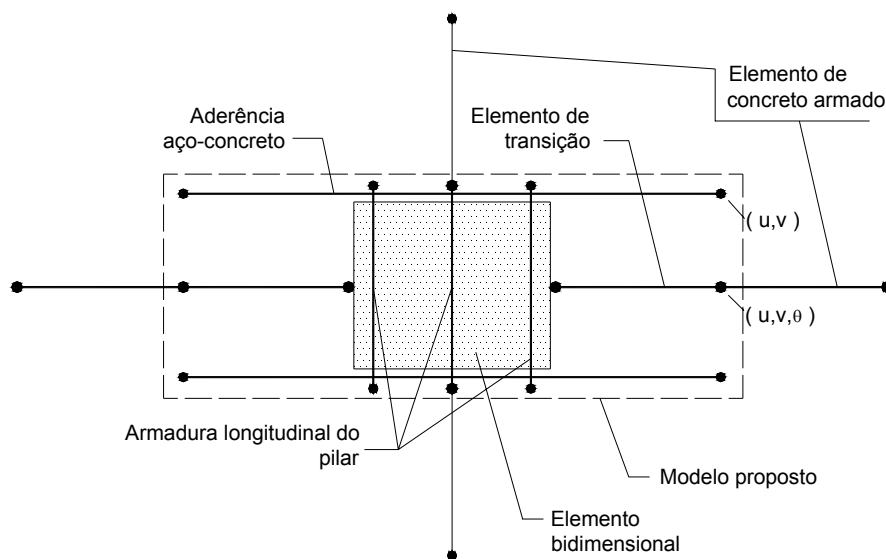 Elemento de
concreto armado
Aderência
aço-concreto
Elemento de
transição
( u,v )
( u,v,θ )
Armadura longitudinal do
pilar
Modelo proposto
Elemento
bidimensional